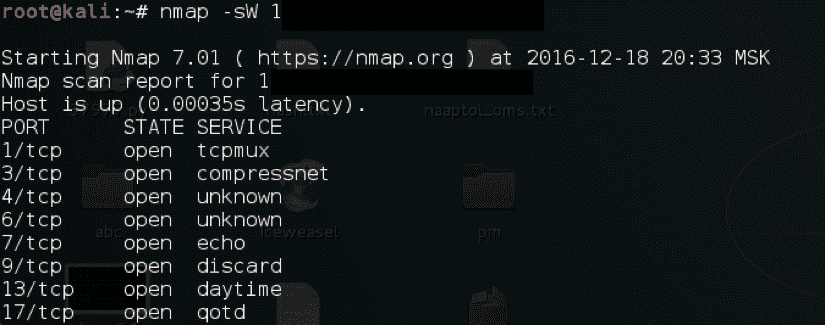 root@kali:~# nmap -sW 1
Starting Nmap 7.01 ( https://nmap.org ) at 2016-12-18 20:33 MSK
Nmap scan report for 1
Host is up (0.00035s latency).
naaptol_oms.txt
PORT      STATE SERVICE
1/tcp     open  tcpmux
3/tcp     open  compressnet
4/tcp     open  unknown
6/tcp     open  unknown
7/tcp     open  echo
abc
Iceweasel
pm
9/tcp     open  discard
13/tcp    open  daytime
17/tcp    open  qotd